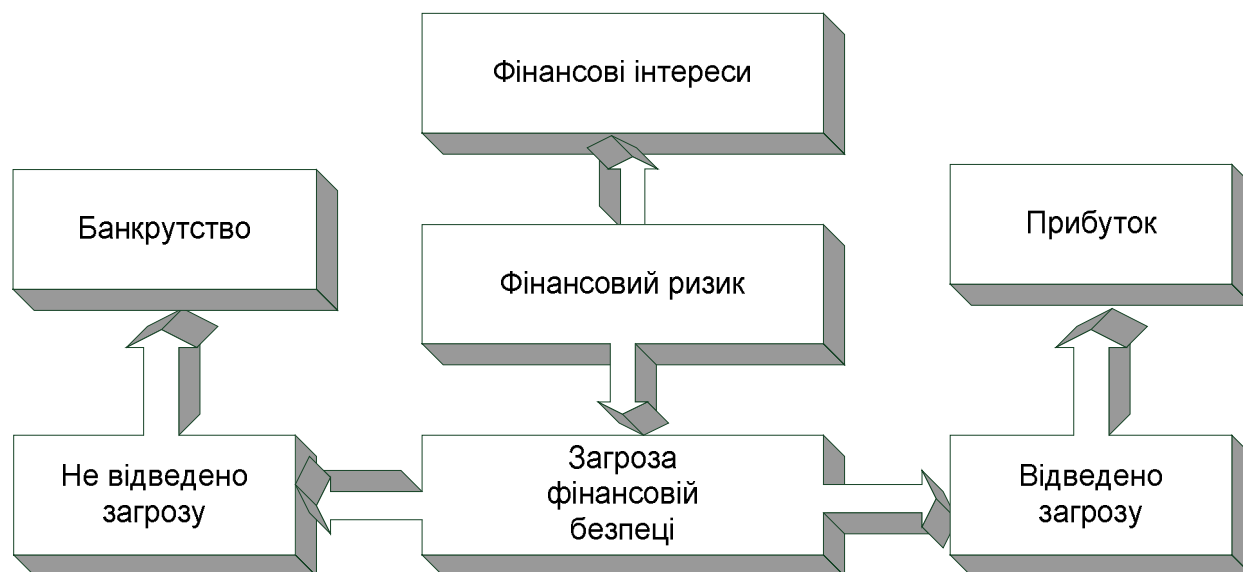 Фінансові інтереси
Банкрутство
Прибуток
Фінансовий ризик
Не відведено
загрозу
Загроза
фінансовій
безпеці
Відведено
загрозу